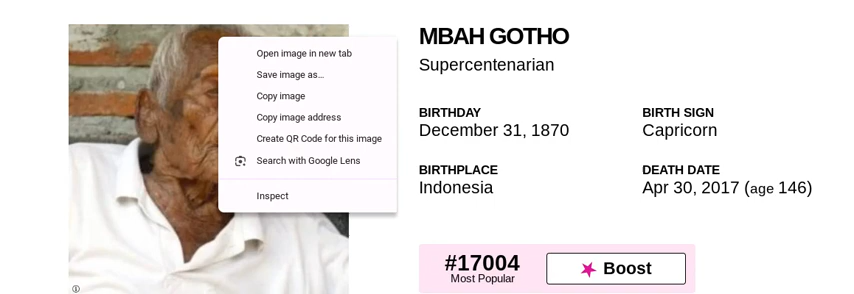 MBAH GOTHO
Supercentenarian
Open image in new tab
Save image as...
Copy image
Copy image address
Create QR Code for this image
Search with Google Lens
Inspect
BIRTHDAY
December 31, 1870
BIRTH SIGN
Capricorn
BIRTHPLACE
Indonesia
DEATH DATE
Apr 30, 2017 (age 146)
#17004
Most Popular
Boost